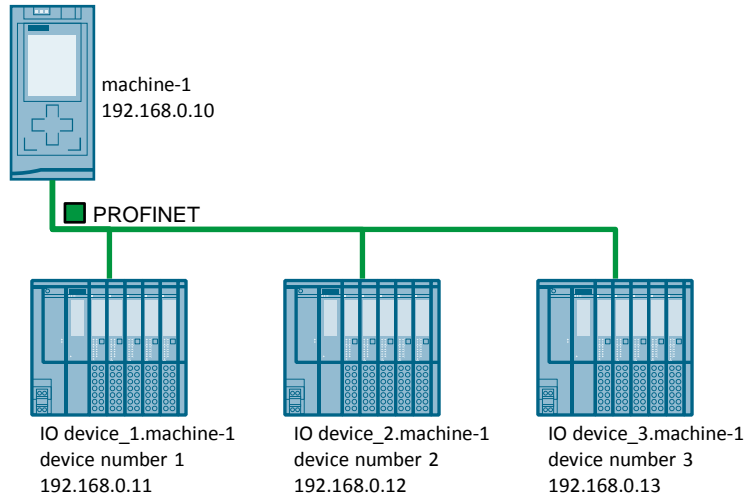 machine-1
192.168.0.10
PROFINET
IO device_1.machine-1
device number 1
192.168.0.11
IO device_2.machine-1
device number 2
192.168.0.12
IO device_3.machine-1
device number 3
192.168.0.13